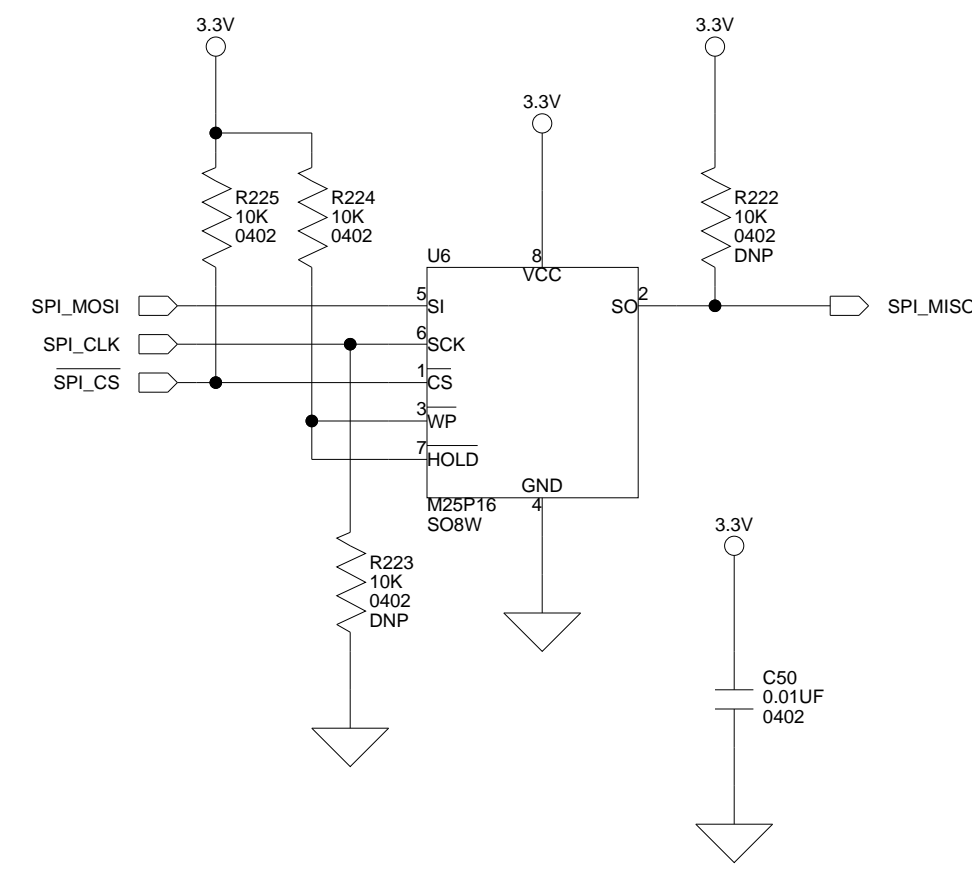 3.3V
3.3V
3.3V
R225
10K
0402
R224
10K
0402
R222
10K
0402
DNP
U6
8
VCC
SPI_MOSI
5
SI
SO
2
SPI_MISO
SPI_CLK
6
SCK
SPI_CS
1
CS
3
WP
7
HOLD
GND
4
M25P16
SO8W
3.3V
R223
10K
0402
DNP
C50
0.01UF
0402